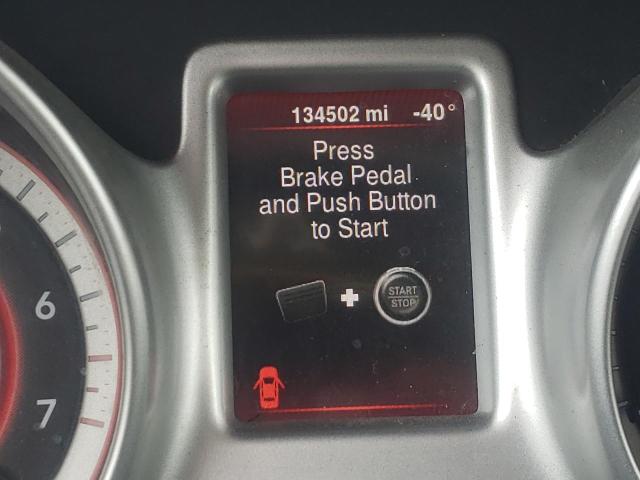 134502 mi -40°
Press
Brake Pedal
and Push Button
to Start
START
STOP
6
7